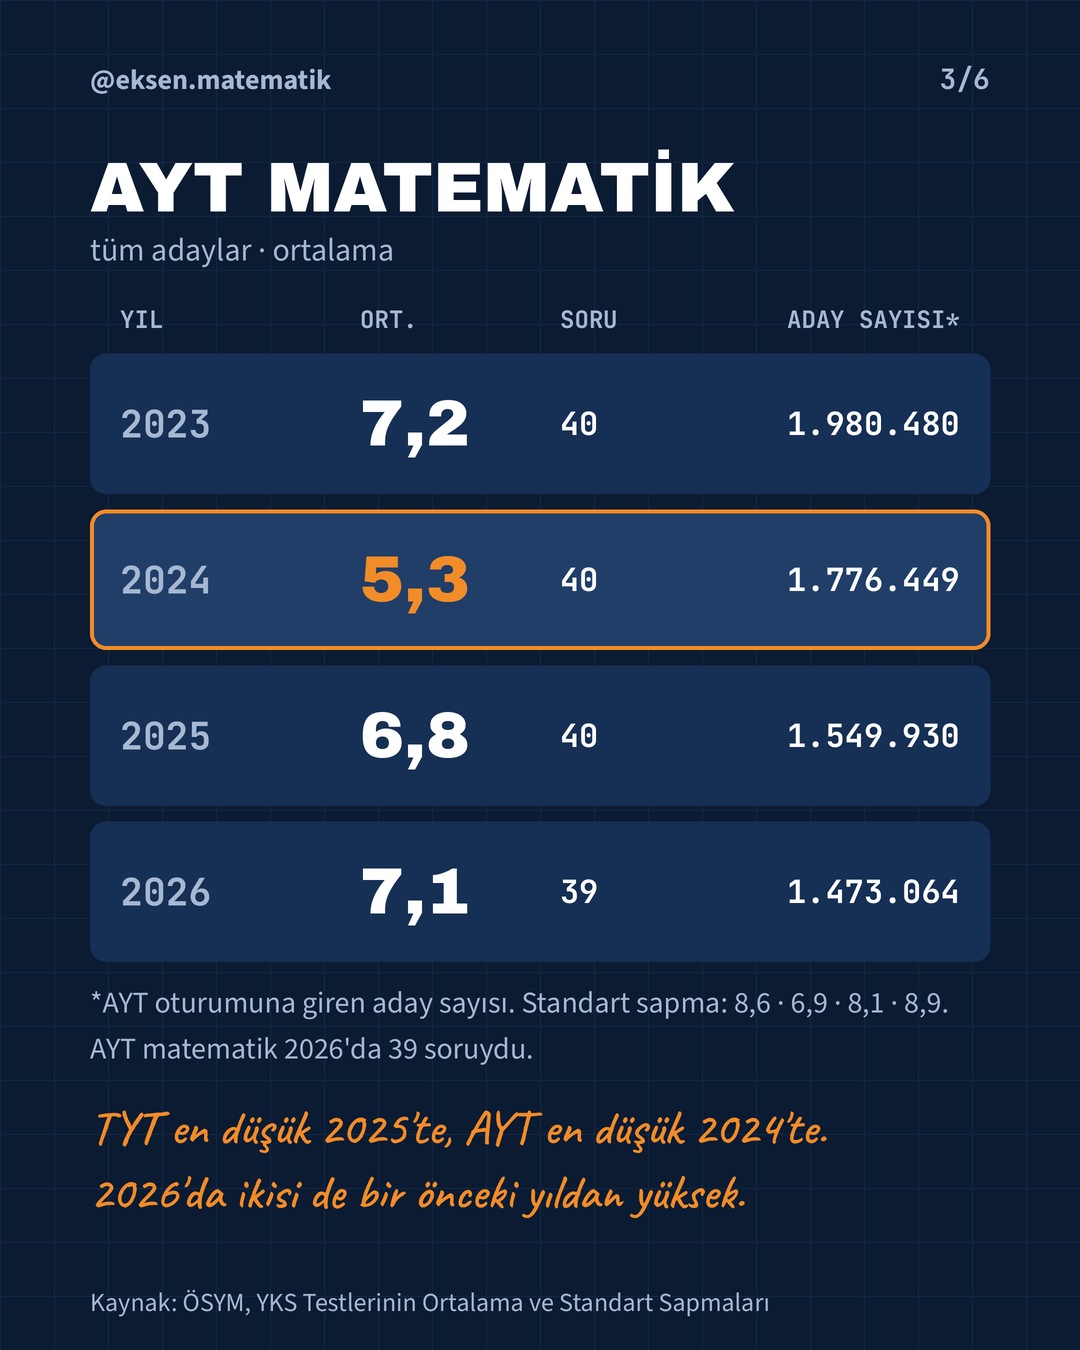 @eksen.matematik 3/6
AYT MATEMATİK
tüm adaylar · ortalama
YIL ORT. SORU ADAY SAYISI*
2023 7,2 40 1.980.480
2024 5,3 40 1.776.449
2025 6,8 40 1.549.930
2026 7,1 39 1.473.064
*AYT oturumuna giren aday sayısı. Standart sapma: 8,6 · 6,9 · 8,1 · 8,9.
AYT matematik 2026'da 39 soruydu.
TYT en düşük 2025'te, AYT en düşük 2024'te.
2026'da ikisi de bir önceki yıldan yüksek.
Kaynak: ÖSYM, YKS Testlerinin Ortalama ve Standart Sapmaları